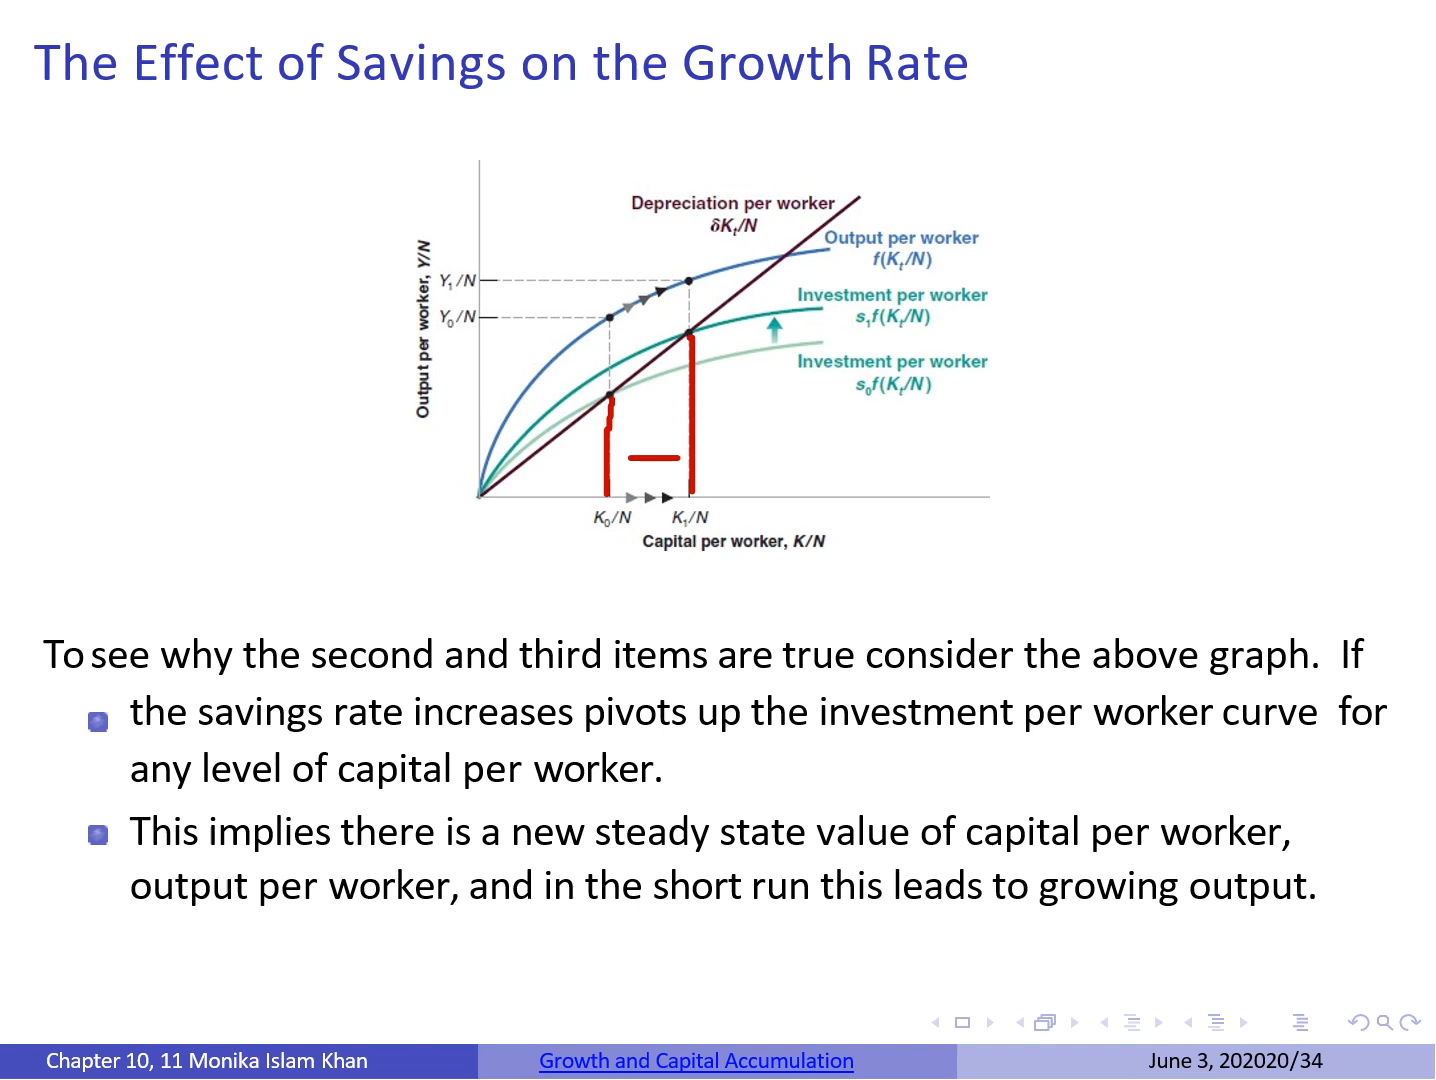 The Effect of Savings on the Growth Rate
Depreciation per worker
δKt/N
Output per worker
f(Kt/N)
Investment per worker
s1f(Kt/N)
Investment per worker
s0f(Kt/N)
Output per worker, Y/N
Y1/N
Y0/N
K0/N K1/N
Capital per worker, K/N
To see why the second and third items are true consider the above graph. If
the savings rate increases pivots up the investment per worker curve for
any level of capital per worker.
This implies there is a new steady state value of capital per worker,
output per worker, and in the short run this leads to growing output.
Chapter 10, 11 Monika Islam Khan Growth and Capital Accumulation June 3, 202020/34